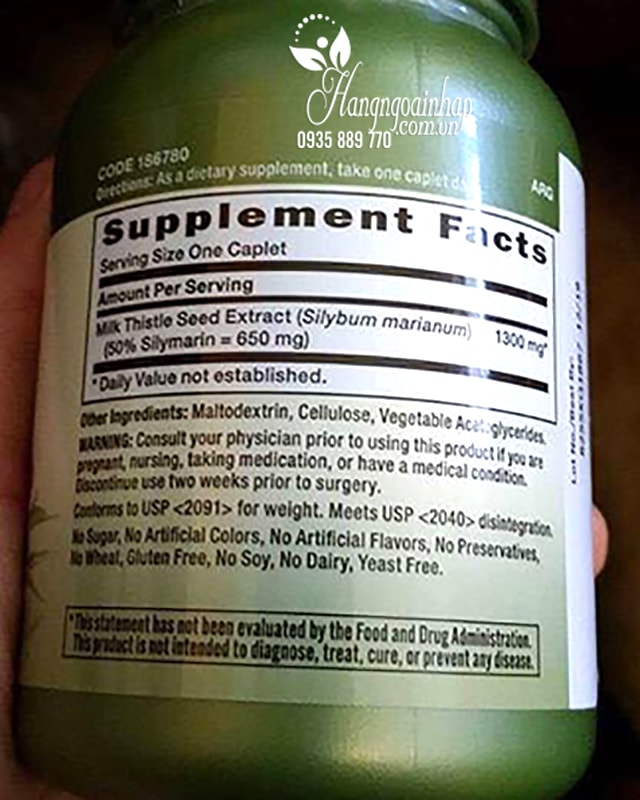 Hangngoainhap
.com.vn
0935 889 770
CODE 186780
Directions: As a dietary supplement, take one caplet
ARG
Supplement Facts
Serving Size One Caplet
Amount Per Serving
Milk Thistle Seed Extract (Silybum marianum) 1300 mg*
(50% Silymarin = 650 mg)
*Daily Value not established.
Other Ingredients: Maltodextrin, Cellulose, Vegetable Acetoglycerides.
WARNING: Consult your physician prior to using this product if you are
pregnant, nursing, taking medication, or have a medical condition.
Discontinue use two weeks prior to surgery.
Conforms to USP <2091> for weight. Meets USP <2040> disintegration.
No Sugar, No Artificial Colors, No Artificial Flavors, No Preservatives,
No Wheat, Gluten Free, No Soy, No Dairy, Yeast Free.
*This statement has not been evaluated by the Food and Drug Administration.
This product is not intended to diagnose, treat, cure, or prevent any disease.
Lot No/Best By: